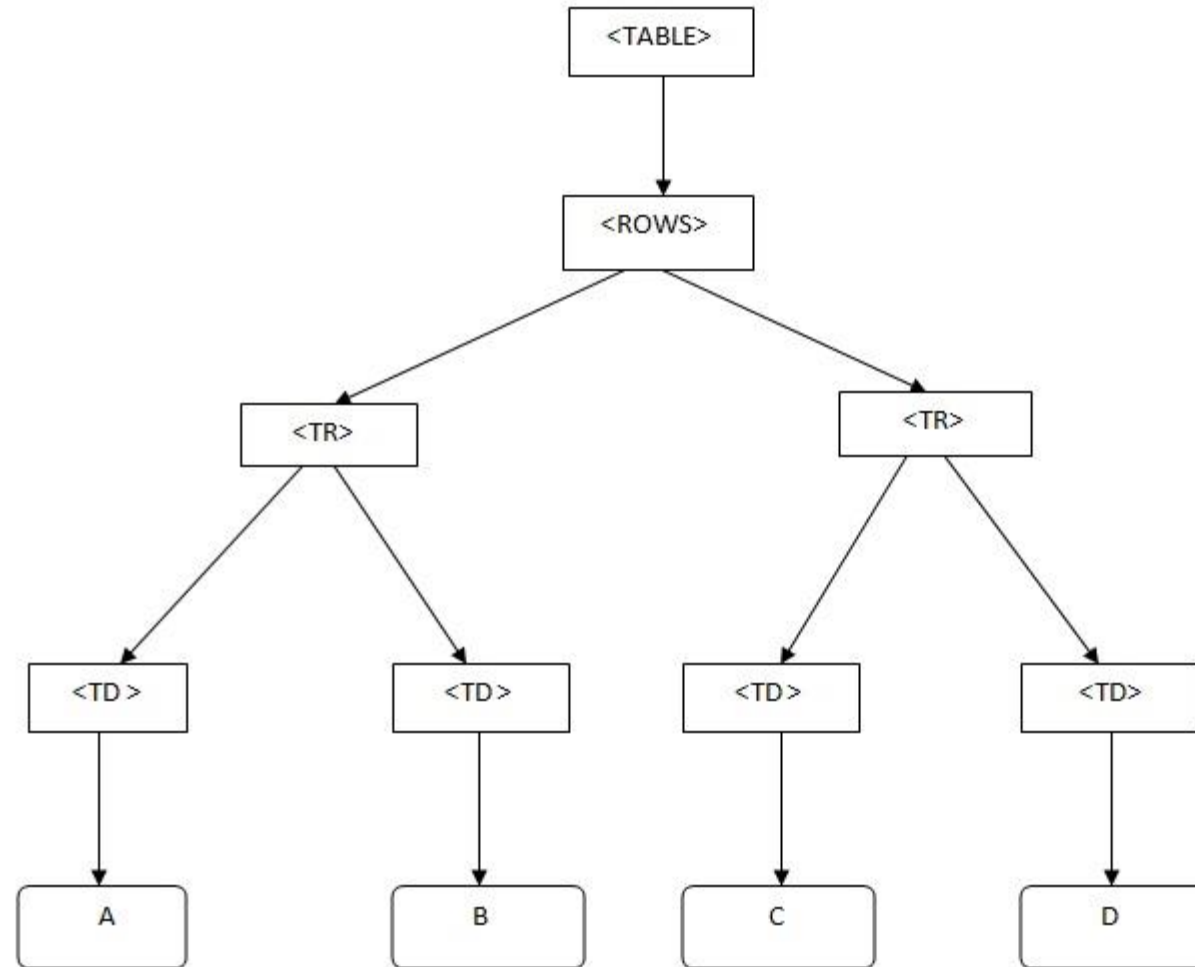 <TABLE>
<ROWS>
<TR>
<TR>
<TD >
<TD >
<TD >
<TD>
A
B
C
D